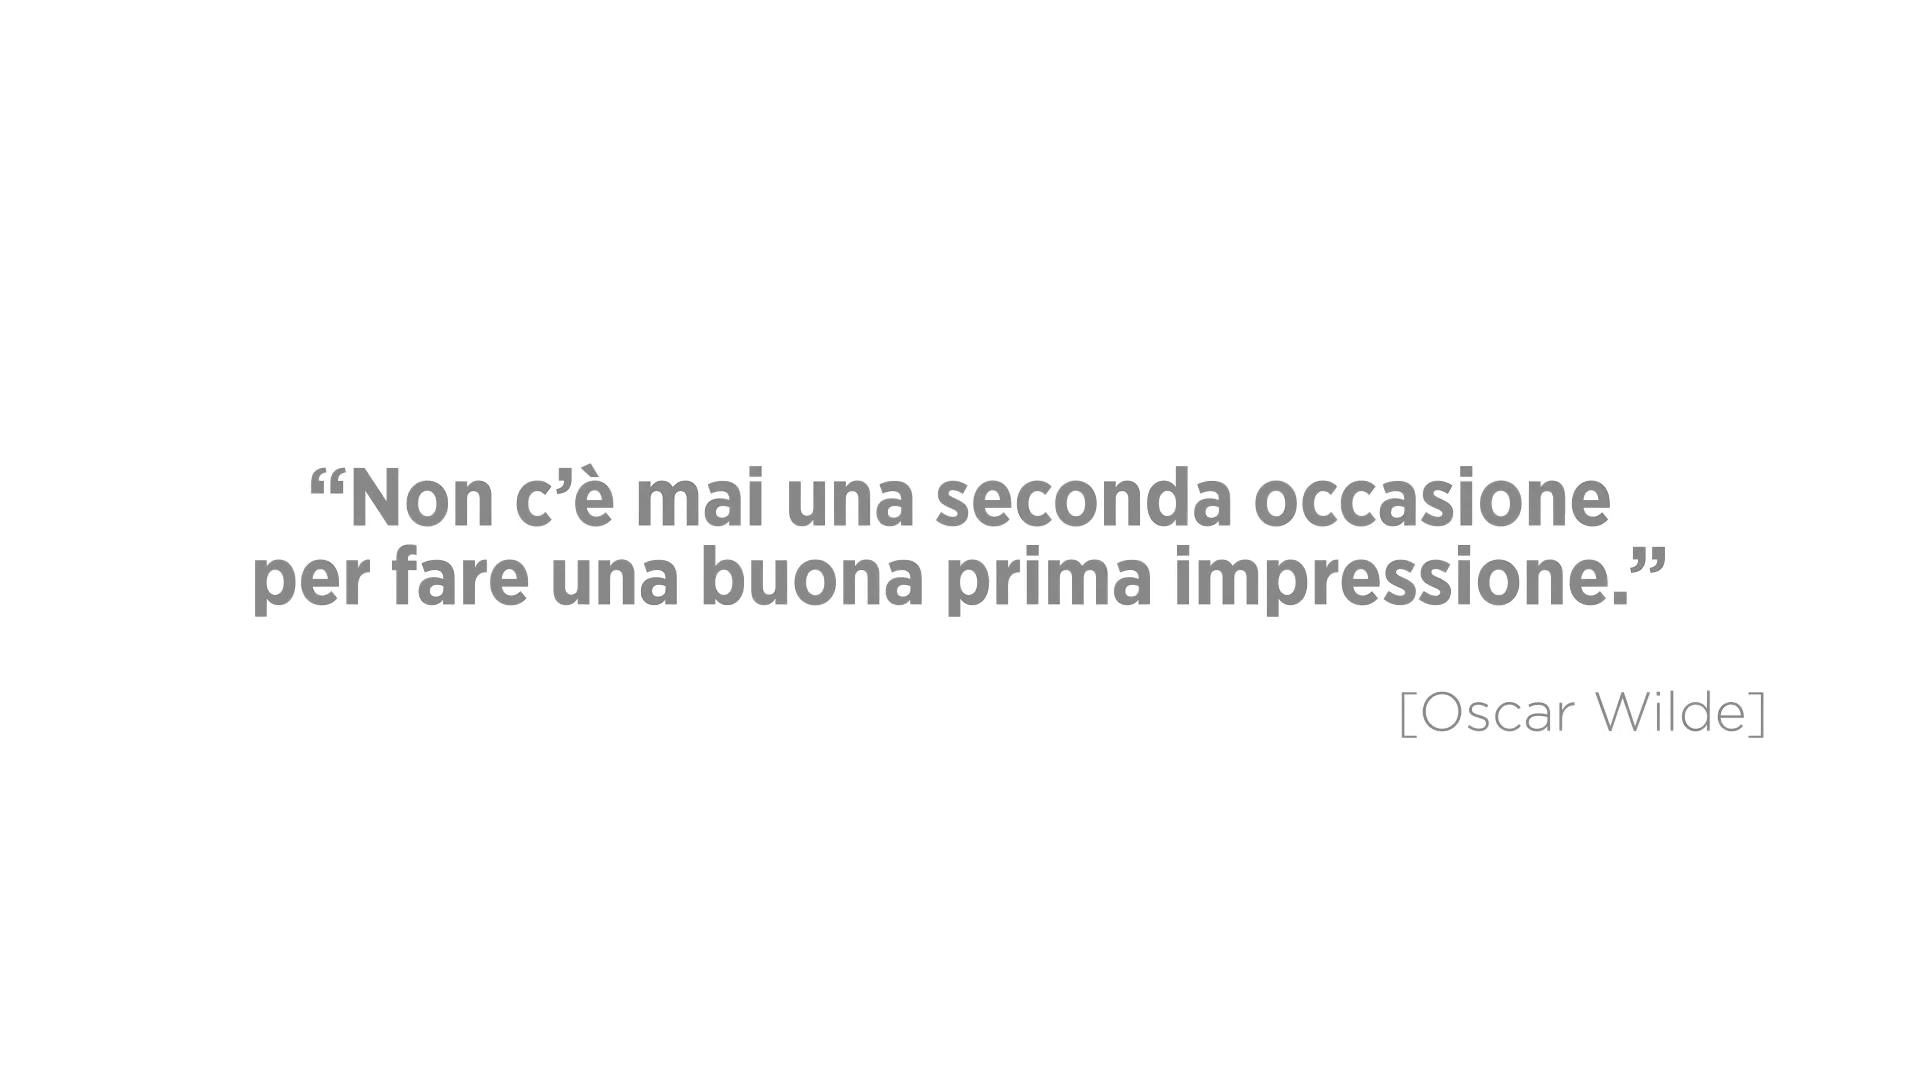 “Non c’è mai una seconda occasione
per fare una buona prima impressione.”
[Oscar Wilde]